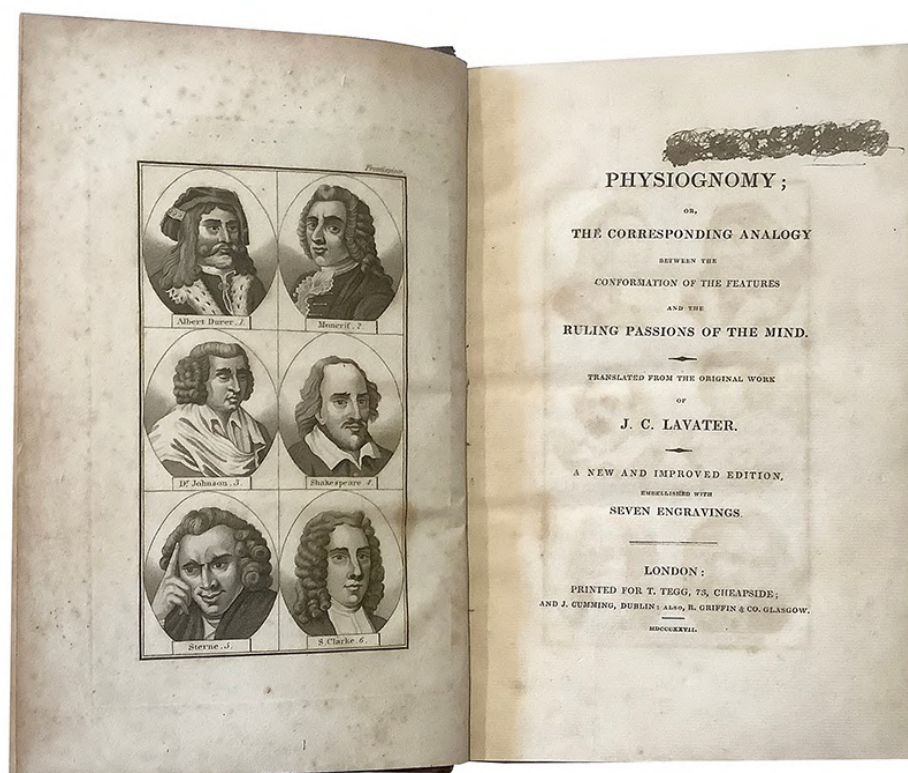 Frontispiece.
Albert Durer. 1.
Moncrif. 2.
Dr. Johnson. 3.
Shakespeare 4.
Sterne. 5.
S. Clarke 6.
PHYSIOGNOMY;
OR,
THE CORRESPONDING ANALOGY
BETWEEN THE
CONFORMATION OF THE FEATURES
AND THE
RULING PASSIONS OF THE MIND.
TRANSLATED FROM THE ORIGINAL WORK
OF
J. C. LAVATER.
A NEW AND IMPROVED EDITION,
EMBELLISHED WITH
SEVEN ENGRAVINGS.
LONDON:
PRINTED FOR T. TEGG, 73, CHEAPSIDE;
AND J. CUMMING, DUBLIN; ALSO, R. GRIFFIN & CO. GLASGOW.
MDCCCXXVII.